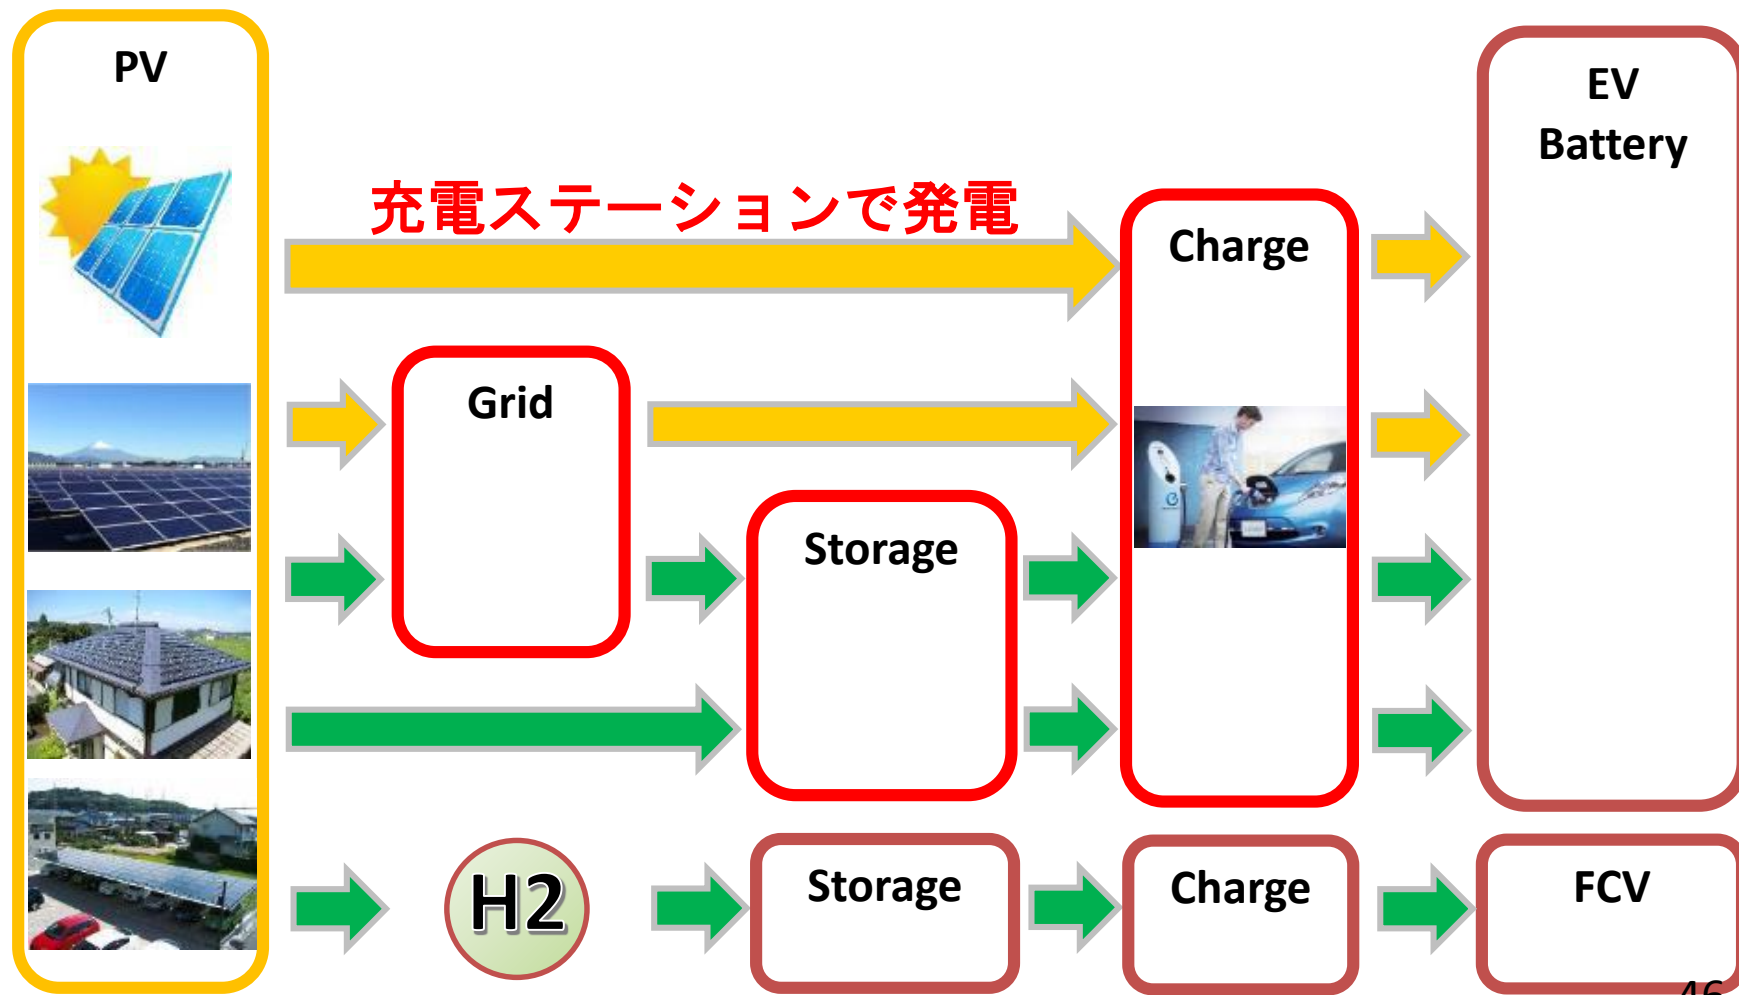 PV
EV
Battery
充電ステーションで発電
Charge
Grid
Storage
H2
Storage
Charge
FCV
46